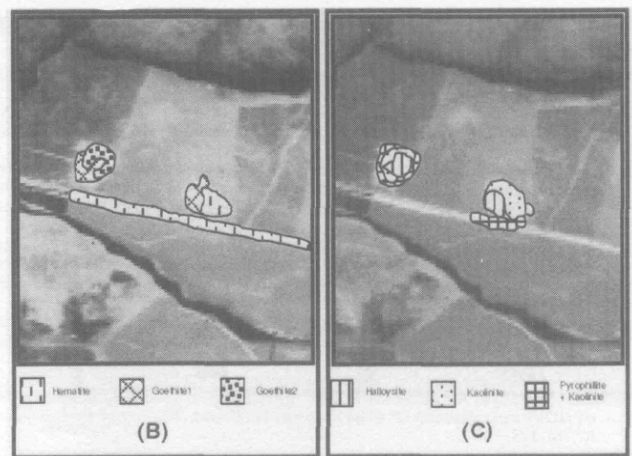 Hematite Goethite1 Goethite2
(B)
Halloysite Kaolinite Pyrophillite
+ Kaolinite
(C)